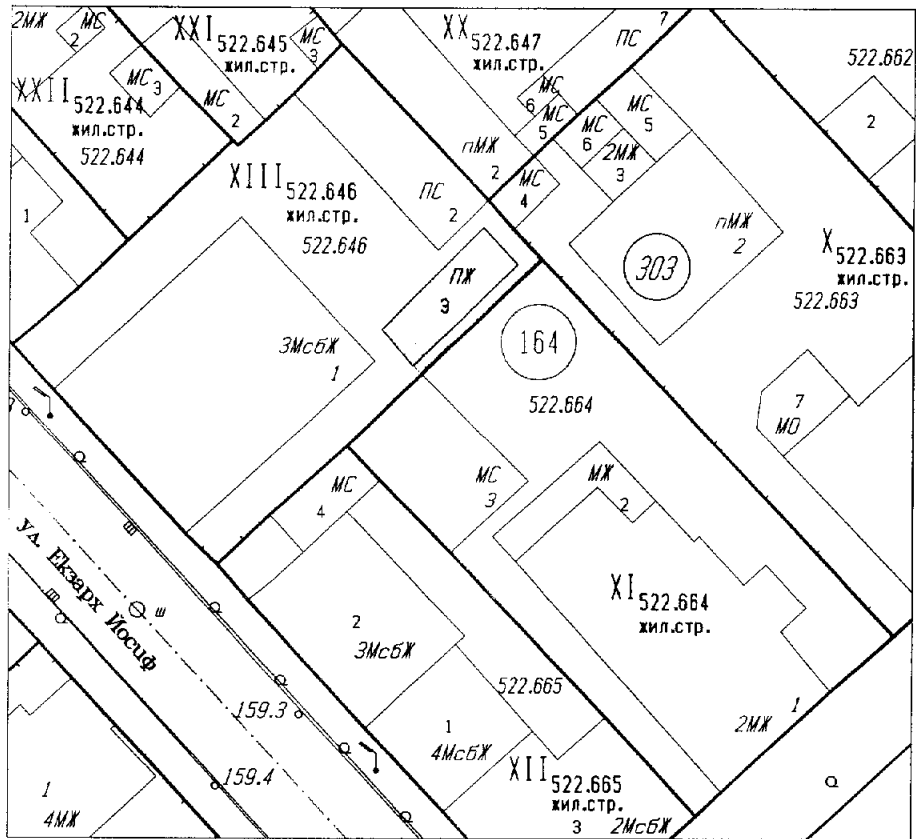 2МЖ
МС
2
XXI 522.645
жил.стр.
МС
3
XX 522.647
жил.стр.
ПС
7
522.662
2
XXII 522.644
жил.стр.
522.644
МС 3
МС
2
МС
6
МС
5
МС
6
МС
5
2МЖ
3
пМЖ
2
МС
4
1
XIII 522.646
жил.стр.
522.646
ПС
2
пМЖ
2
303
X 522.663
жил.стр.
522.663
ПЖ
3
164
3МсбЖ
1
522.664
7
МО
МС
3
МЖ
2
МС
4
ул. Екзарх Йосиф
ш
ш
ш
XI 522.664
жил.стр.
2
3МсбЖ
522.665
159.3
1
4МсбЖ
1
2МЖ
159.4
XII 522.665
жил.стр.
3 2МсбЖ
1
4МЖ